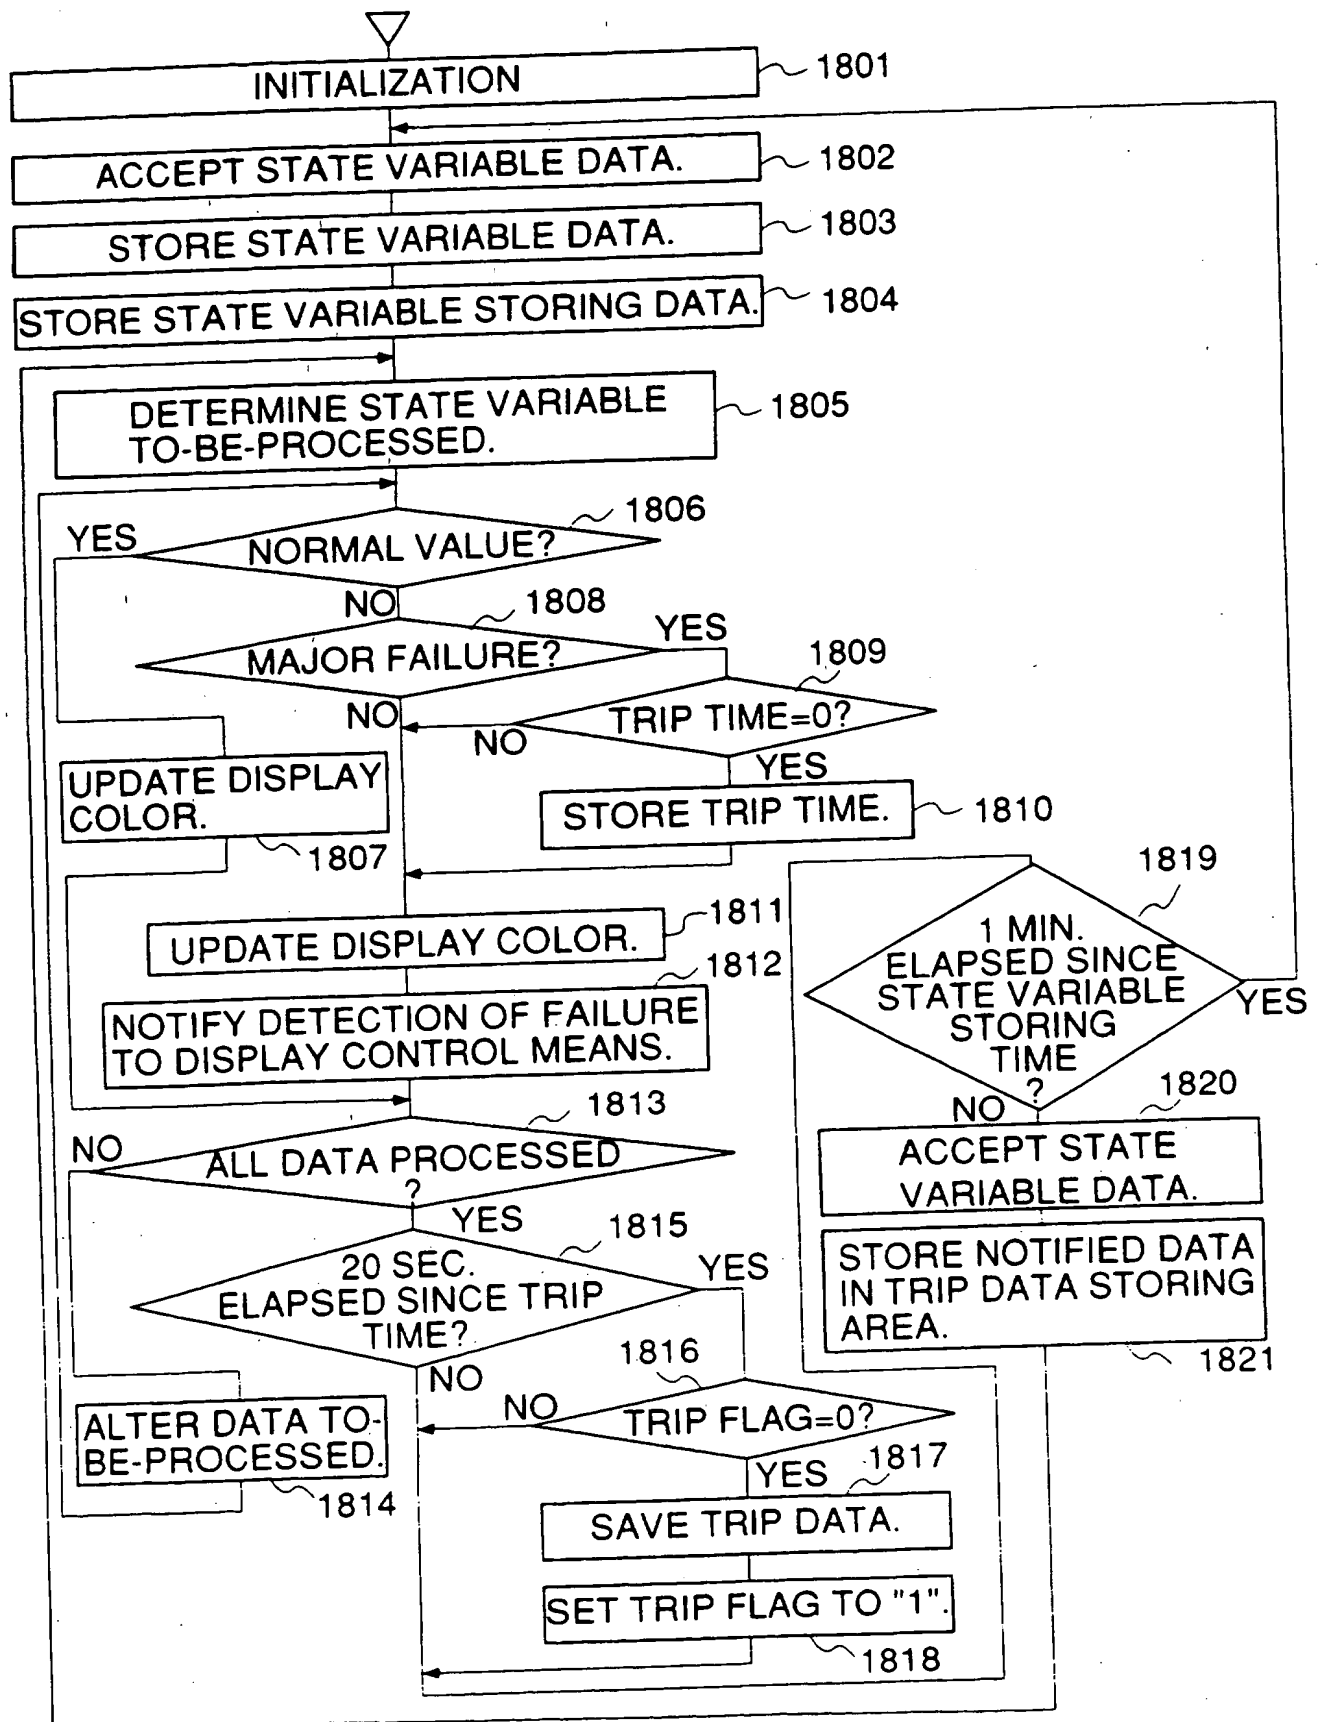 INITIALIZATION
1801
ACCEPT STATE VARIABLE DATA.
1802
STORE STATE VARIABLE DATA.
1803
STORE STATE VARIABLE STORING DATA.
1804
DETERMINE STATE VARIABLE
TO-BE-PROCESSED.
1805
1806
YES
NORMAL VALUE?
NO
1808
MAJOR FAILURE?
YES
1809
NO
TRIP TIME=0?
NO
YES
UPDATE DISPLAY
COLOR.
1807
STORE TRIP TIME.
1810
1811
UPDATE DISPLAY COLOR.
1812
NOTIFY DETECTION OF FAILURE
TO DISPLAY CONTROL MEANS.
1819
1 MIN.
ELAPSED SINCE
STATE VARIABLE
STORING
TIME
?
YES
NO
1820
ACCEPT STATE
VARIABLE DATA.
STORE NOTIFIED DATA
IN TRIP DATA STORING
AREA.
1821
1813
NO
ALL DATA PROCESSED
?
YES
1815
20 SEC.
ELAPSED SINCE TRIP
TIME?
YES
NO
1816
NO
TRIP FLAG=0?
ALTER DATA TO-
BE-PROCESSED.
1814
YES
1817
SAVE TRIP DATA.
SET TRIP FLAG TO "1".
1818